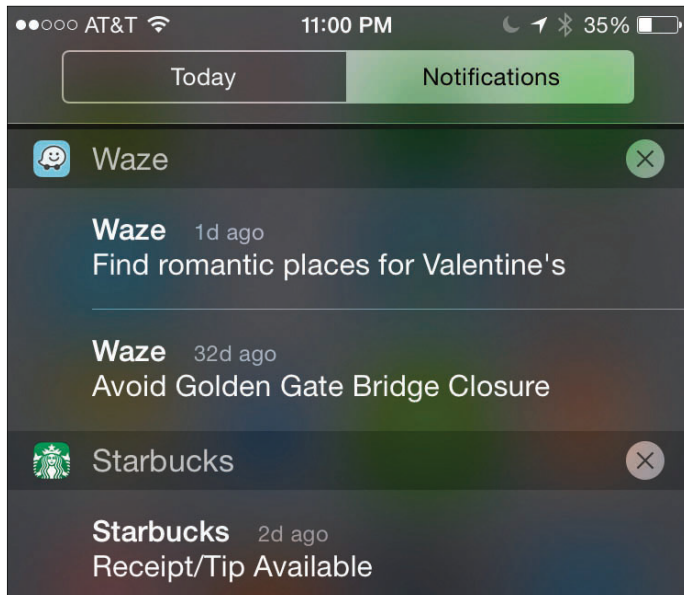 AT&T 11:00 PM 35%
Today Notifications
Waze
Waze 1d ago
Find romantic places for Valentine's
Waze 32d ago
Avoid Golden Gate Bridge Closure
Starbucks
Starbucks 2d ago
Receipt/Tip Available